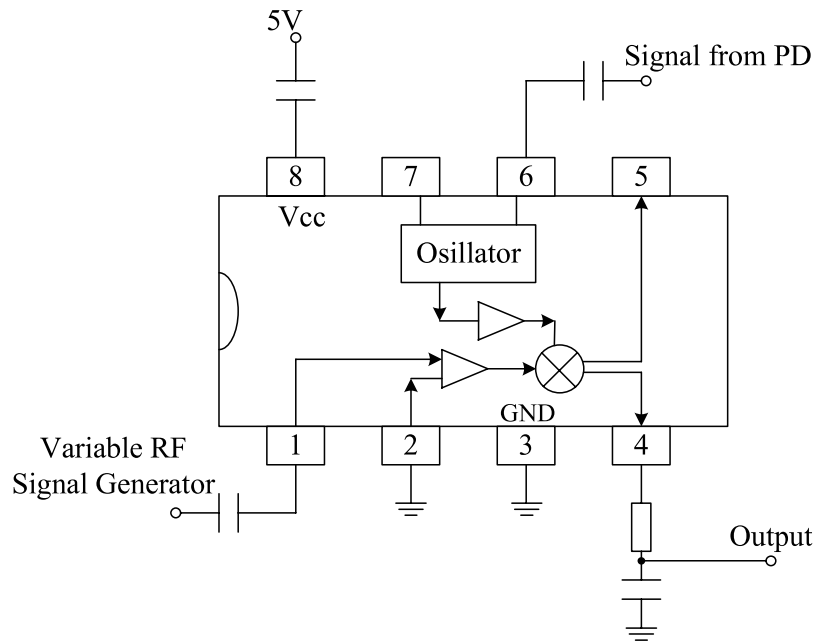 5V
Signal from PD
8
7
6
5
Vcc
Osillator
GND
1
2
3
4
Variable RF
Signal Generator
Output